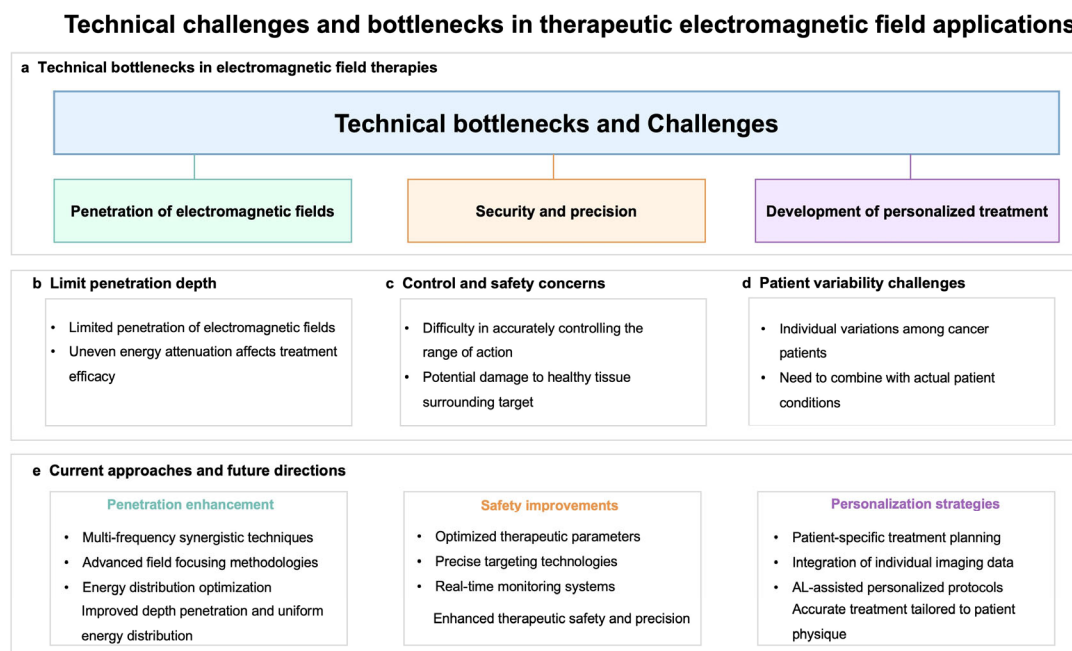 Technical challenges and bottlenecks in therapeutic electromagnetic field applications
a Technical bottlenecks in electromagnetic field therapies
Technical bottlenecks and Challenges
Penetration of electromagnetic fields
Security and precision
Development of personalized treatment
b Limit penetration depth
• Limited penetration of electromagnetic fields
• Uneven energy attenuation affects treatment
efficacy
c Control and safety concerns
• Difficulty in accurately controlling the
range of action
• Potential damage to healthy tissue
surrounding target
d Patient variability challenges
• Individual variations among cancer
patients
• Need to combine with actual patient
conditions
e Current approaches and future directions
Penetration enhancement
• Multi-frequency synergistic techniques
• Advanced field focusing methodologies
• Energy distribution optimization
Improved depth penetration and uniform
energy distribution
Safety improvements
• Optimized therapeutic parameters
• Precise targeting technologies
• Real-time monitoring systems
Enhanced therapeutic safety and precision
Personalization strategies
• Patient-specific treatment planning
• Integration of individual imaging data
• AL-assisted personalized protocols
Accurate treatment tailored to patient
physique